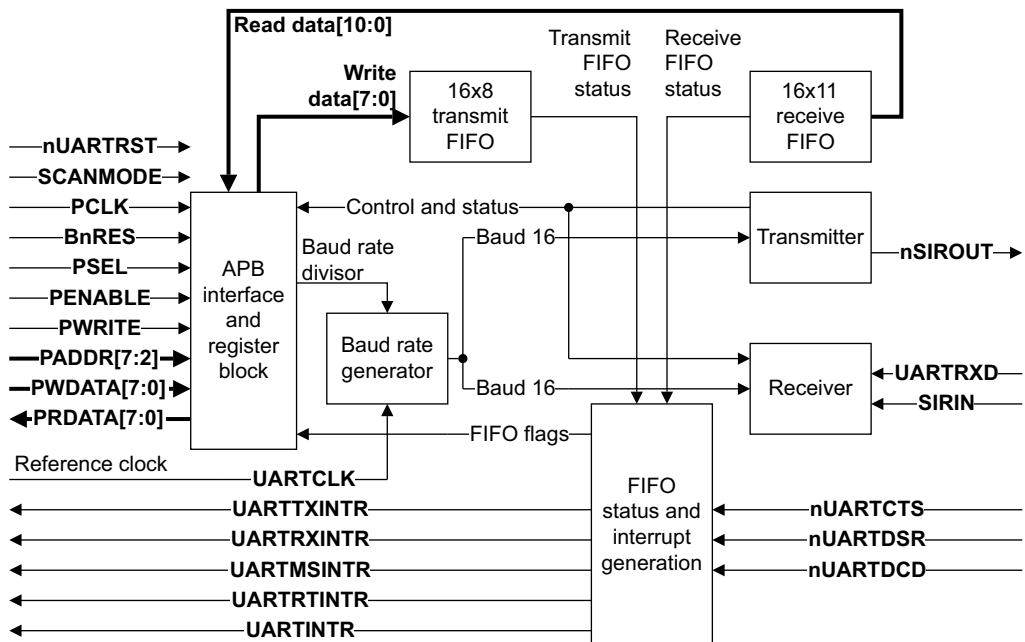 Read data[10:0]
Write
data[7:0]
16x8
transmit
FIFO
Transmit
FIFO
status
Receive
FIFO
status
16x11
receive
FIFO
nUARTRST
SCANMODE
PCLK
BnRES
PSEL
PENABLE
PWRITE
PADDR[7:2]
PWDATA[7:0]
PRDATA[7:0]
APB
interface
and
register
block
Control and status
Baud rate
divisor
Baud 16
Transmitter
nSIROUT
Baud rate
generator
Baud 16
Receiver
UARTRXD
SIRIN
FIFO flags
Reference clock
UARTCLK
UARTTXINTR
UARTRXINTR
UARTMSINTR
UARTRTINTR
UARTINTR
FIFO
status and
interrupt
generation
nUARTCTS
nUARTDSR
nUARTDCD